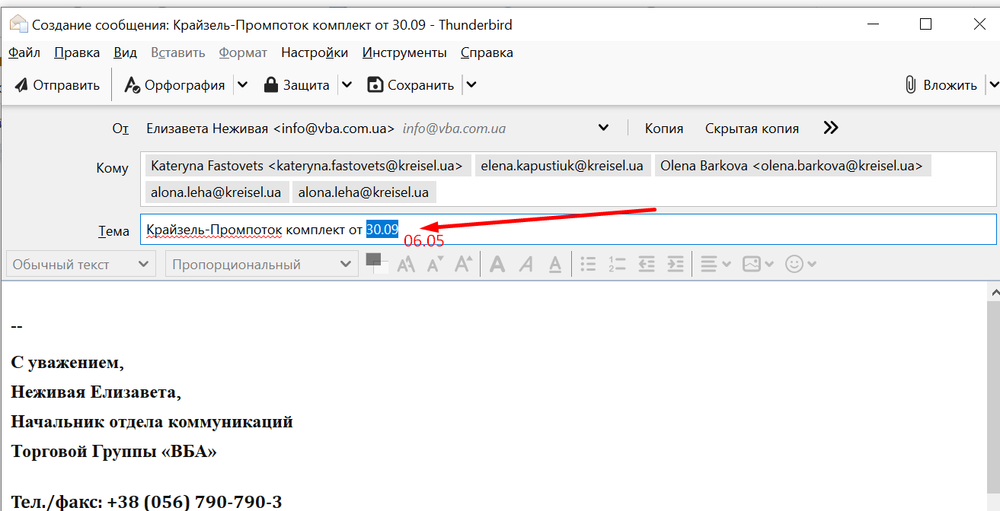 Создание сообщения: Крайзель-Промпоток комплект от 30.09 - Thunderbird
Файл Правка Вид Вставить Формат Настройки Инструменты Справка
Отправить Орфография Защита Сохранить Вложить
От Елизавета Неживая <info@vba.com.ua> info@vba.com.ua Копия Скрытая копия
Кому Kateryna Fastovets <kateryna.fastovets@kreisel.ua> elena.kapustiuk@kreisel.ua Olena Barkova <olena.barkova@kreisel.ua>
alona.leha@kreisel.ua alona.leha@kreisel.ua
Тема Крайзель-Промпоток комплект от 30.09
06.05
Обычный текст Пропорциональный
--
С уважением,
Неживая Елизавета,
Начальник отдела коммуникаций
Торговой Группы «ВБА»
Тел./факс: +38 (056) 790-790-3